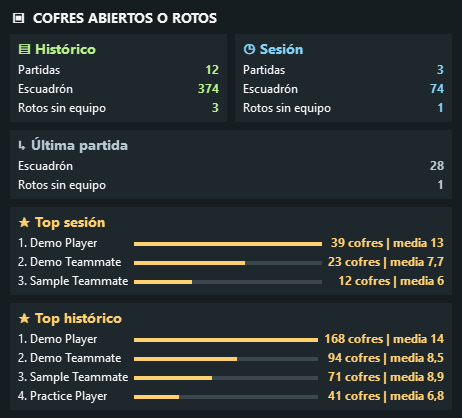 COFRES ABIERTOS O ROTOS
Histórico
Partidas 12
Escuadrón 374
Rotos sin equipo 3
Sesión
Partidas 3
Escuadrón 74
Rotos sin equipo 1
Última partida
Escuadrón 28
Rotos sin equipo 1
Top sesión
1. Demo Player 39 cofres | media 13
2. Demo Teammate 23 cofres | media 7,7
3. Sample Teammate 12 cofres | media 6
Top histórico
1. Demo Player 168 cofres | media 14
2. Demo Teammate 94 cofres | media 8,5
3. Sample Teammate 71 cofres | media 8,9
4. Practice Player 41 cofres | media 6,8